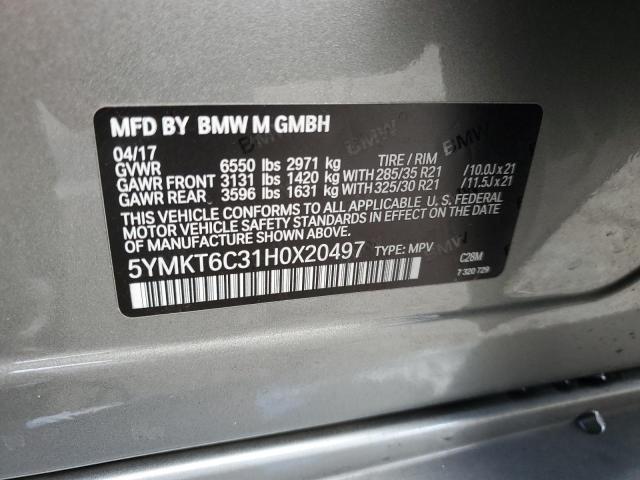 MFD BY BMW M GMBH
04/17 TIRE / RIM
GVWR 6550 lbs 2971 kg
GAWR FRONT 3131 lbs 1420 kg WITH 285/35 R21 /10.0J x 21
GAWR REAR 3596 lbs 1631 kg WITH 325/30 R21 /11.5J x 21
THIS VEHICLE CONFORMS TO ALL APPLICABLE U. S. FEDERAL
MOTOR VEHICLE SAFETY STANDARDS
IN EFFECT ON THE DATE OF MANUFACTURE SHOWN ABOVE.
5YMKT6C31H0X20497 TYPE: MPV C28M
7 320 729